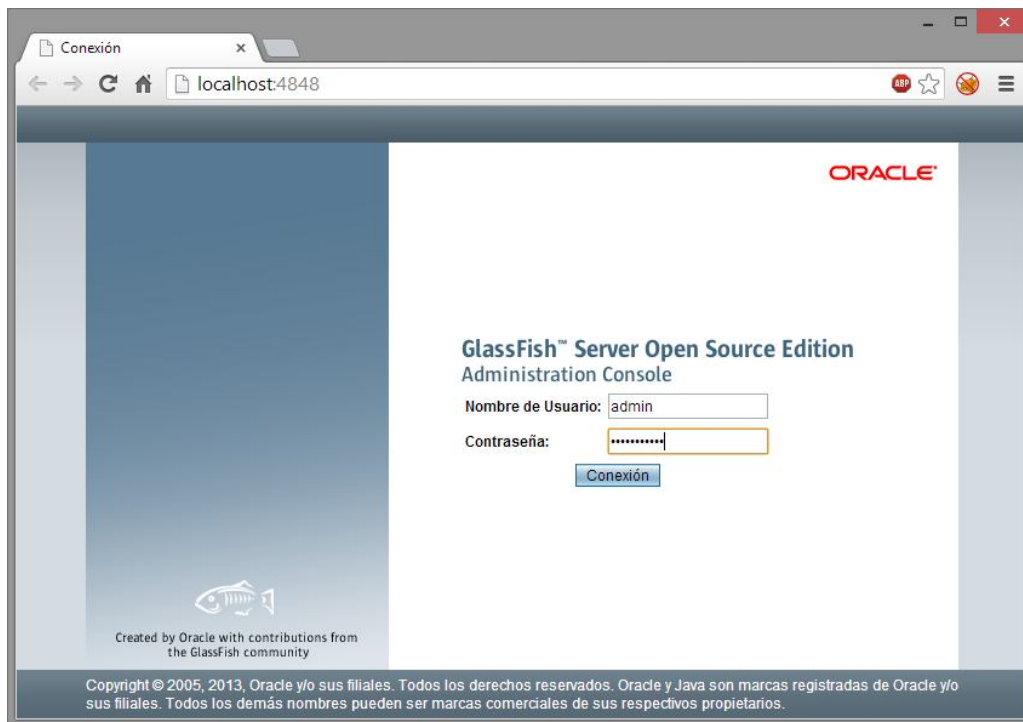 Conexión
localhost:4848
ABP
ORACLE
GlassFish™ Server Open Source Edition
Administration Console
Nombre de Usuario: admin
Contraseña: •••••••••••
Conexión
Created by Oracle with contributions from
the GlassFish community
Copyright © 2005, 2013, Oracle y/o sus filiales. Todos los derechos reservados. Oracle y Java son marcas registradas de Oracle y/o
sus filiales. Todos los demás nombres pueden ser marcas comerciales de sus respectivos propietarios.